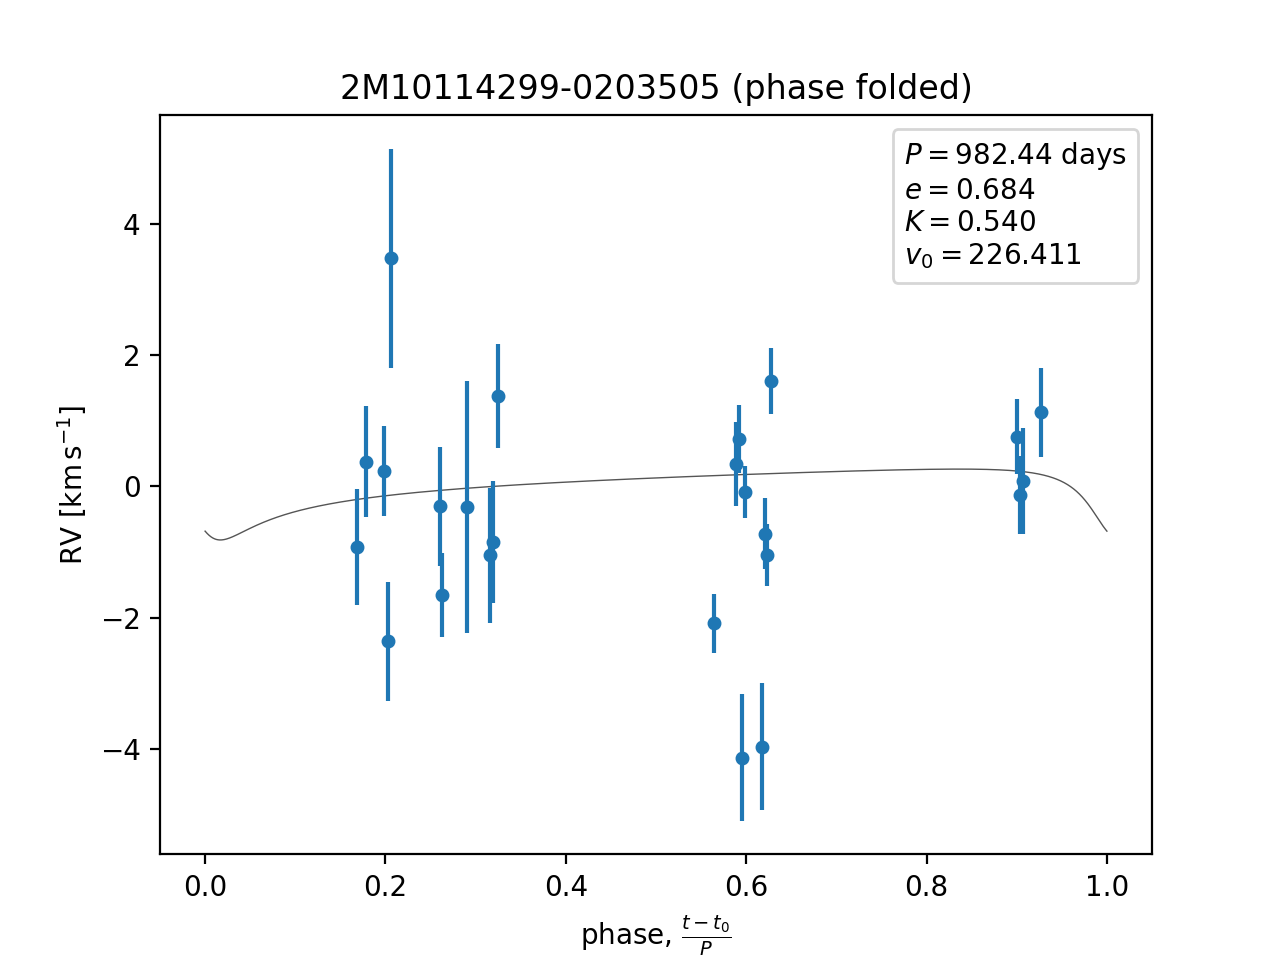 2M10114299-0203505 (phase folded)
P = 982.44 days
e = 0.684
K = 0.540
v₀ = 226.411
4
2
0
−2
−4
RV [km s⁻¹]
0.0 0.2 0.4 0.6 0.8 1.0
phase, (t − t₀)/P